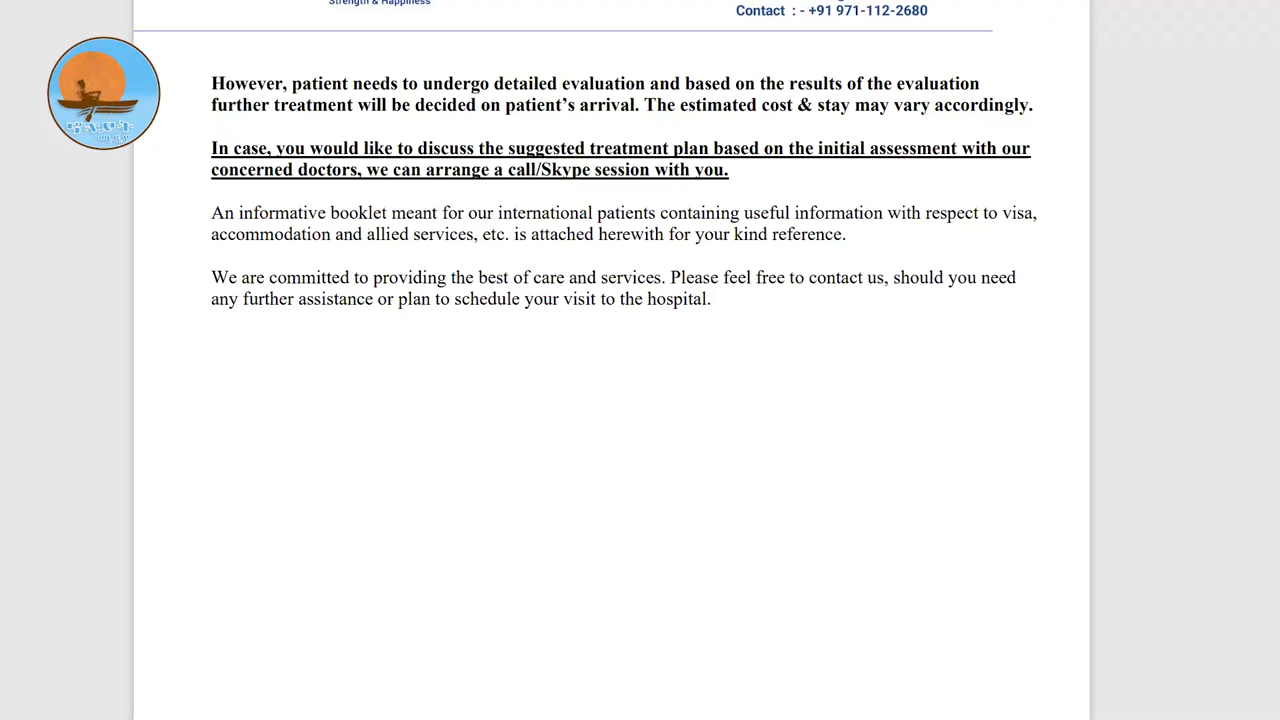 Strength & Happiness
Contact : - +91 971-112-2680
However, patient needs to undergo detailed evaluation and based on the results of the evaluation
further treatment will be decided on patient’s arrival. The estimated cost & stay may vary accordingly.
In case, you would like to discuss the suggested treatment plan based on the initial assessment with our
concerned doctors, we can arrange a call/Skype session with you.
An informative booklet meant for our international patients containing useful information with respect to visa,
accommodation and allied services, etc. is attached herewith for your kind reference.
We are committed to providing the best of care and services. Please feel free to contact us, should you need
any further assistance or plan to schedule your visit to the hospital.